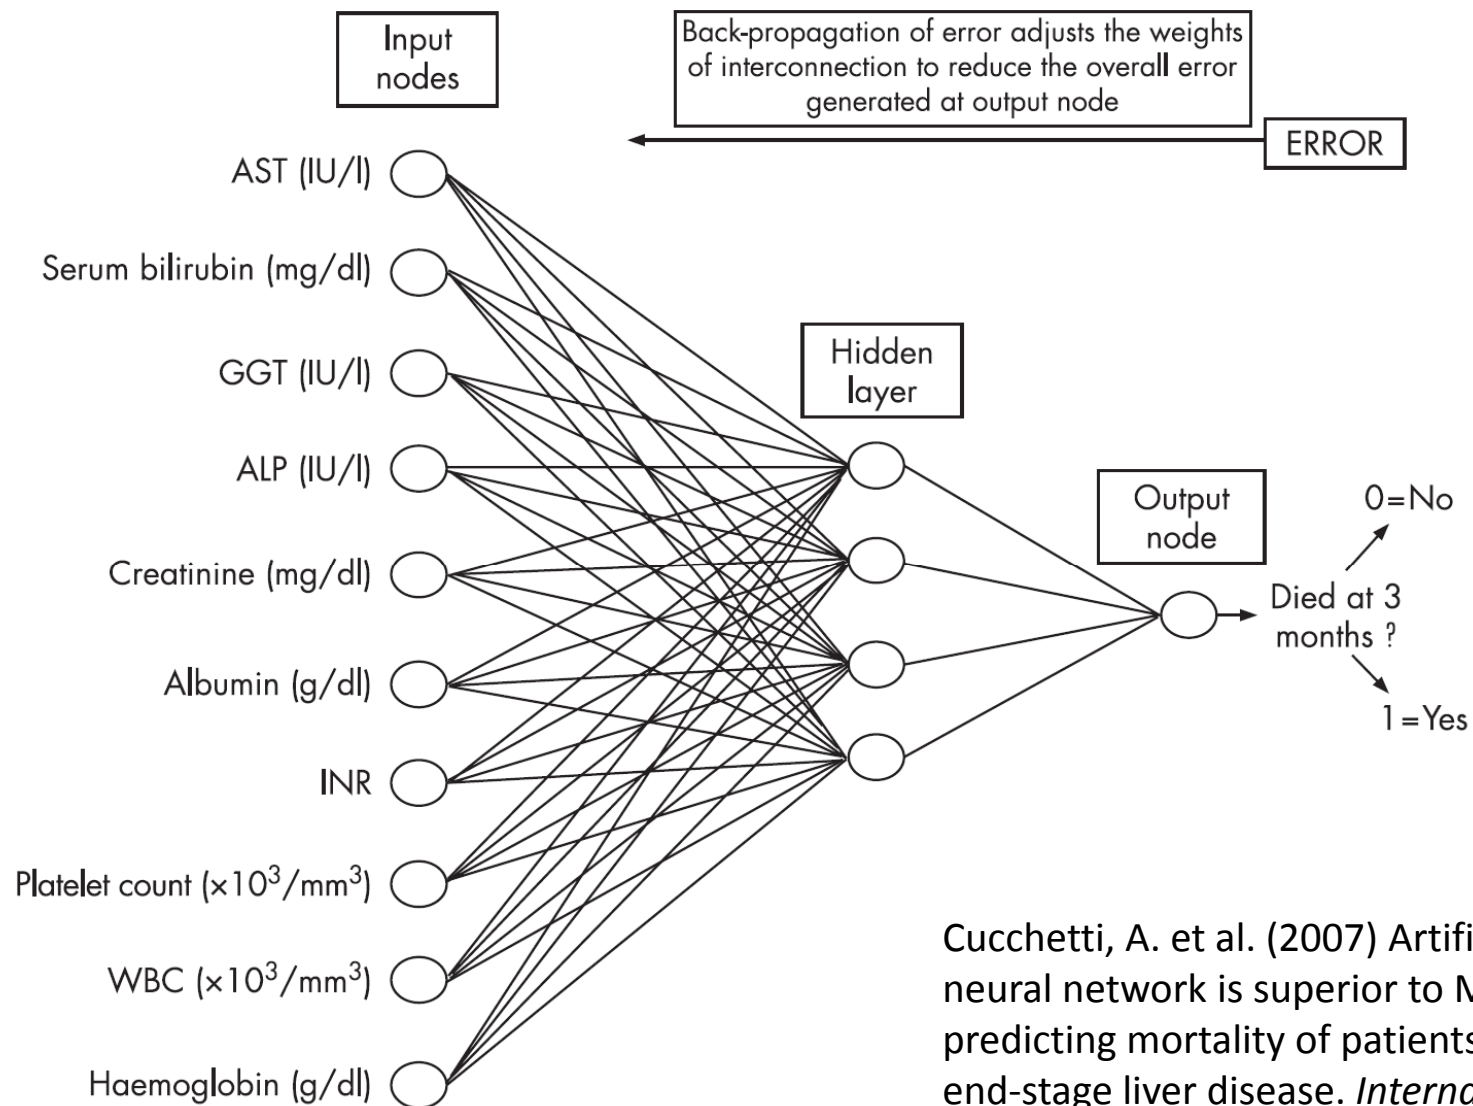 Input
nodes
Back-propagation of error adjusts the weights
of interconnection to reduce the overall error
generated at output node
ERROR
AST (IU/l)
Serum bilirubin (mg/dl)
GGT (IU/l)
ALP (IU/l)
Creatinine (mg/dl)
Albumin (g/dl)
INR
Platelet count (×10³/mm³)
WBC (×10³/mm³)
Haemoglobin (g/dl)
Hidden
layer
Output
node
0=No
Died at 3
months ?
1=Yes
Cucchetti, A. et al. (2007) Artifi
neural network is superior to M
predicting mortality of patients
end-stage liver disease. Interna